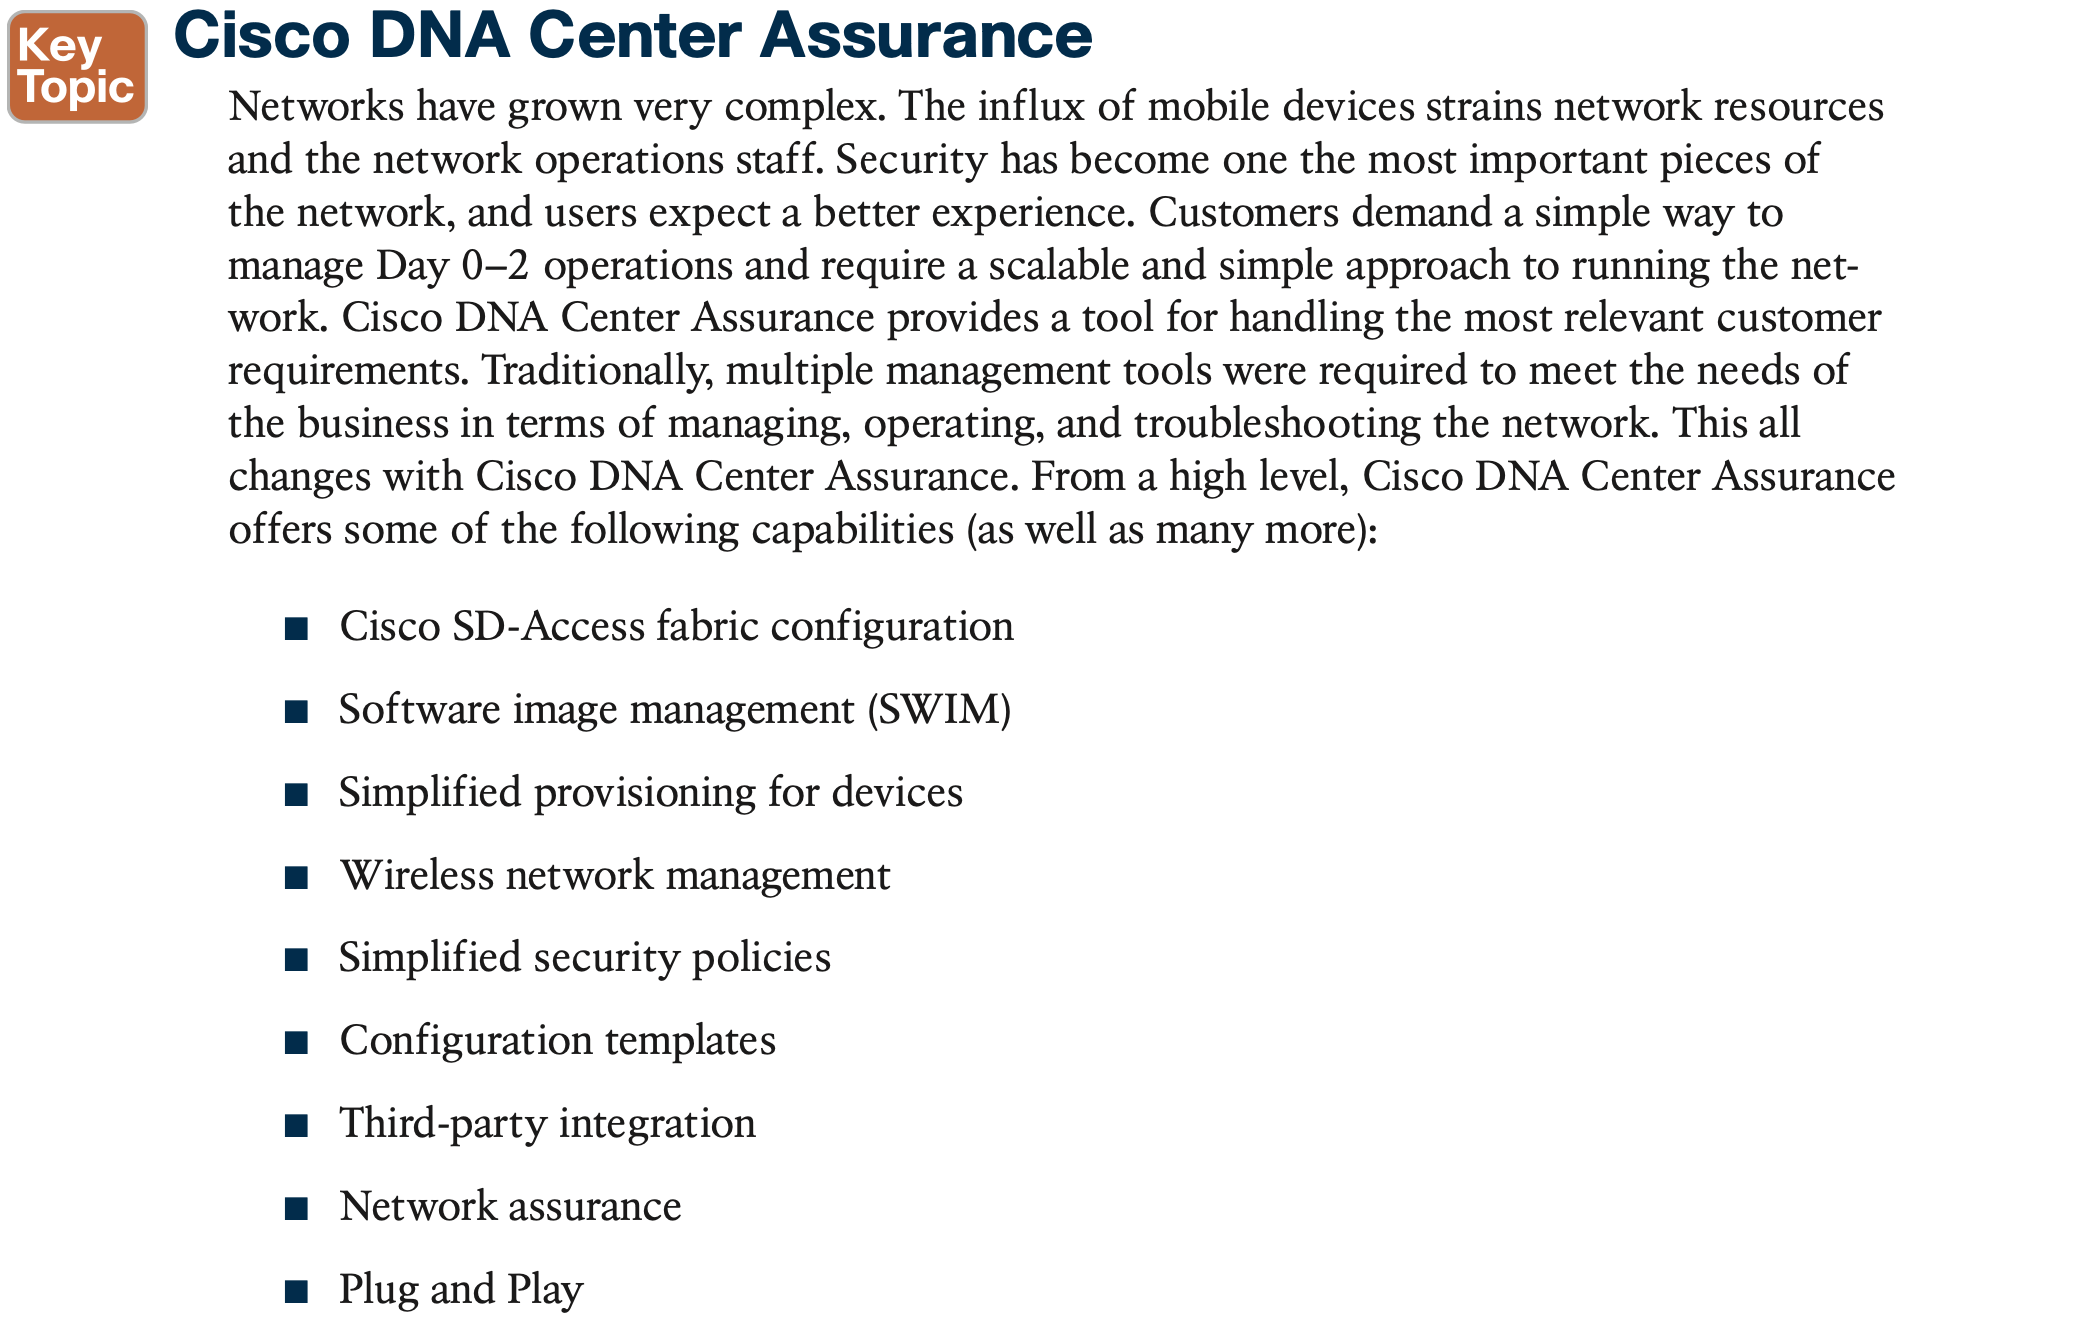 Key
Topic
Cisco DNA Center Assurance
Networks have grown very complex. The influx of mobile devices strains network resources
and the network operations staff. Security has become one the most important pieces of
the network, and users expect a better experience. Customers demand a simple way to
manage Day 0–2 operations and require a scalable and simple approach to running the net-
work. Cisco DNA Center Assurance provides a tool for handling the most relevant customer
requirements. Traditionally, multiple management tools were required to meet the needs of
the business in terms of managing, operating, and troubleshooting the network. This all
changes with Cisco DNA Center Assurance. From a high level, Cisco DNA Center Assurance
offers some of the following capabilities (as well as many more):
■ Cisco SD-Access fabric configuration
■ Software image management (SWIM)
■ Simplified provisioning for devices
■ Wireless network management
■ Simplified security policies
■ Configuration templates
■ Third-party integration
■ Network assurance
■ Plug and Play